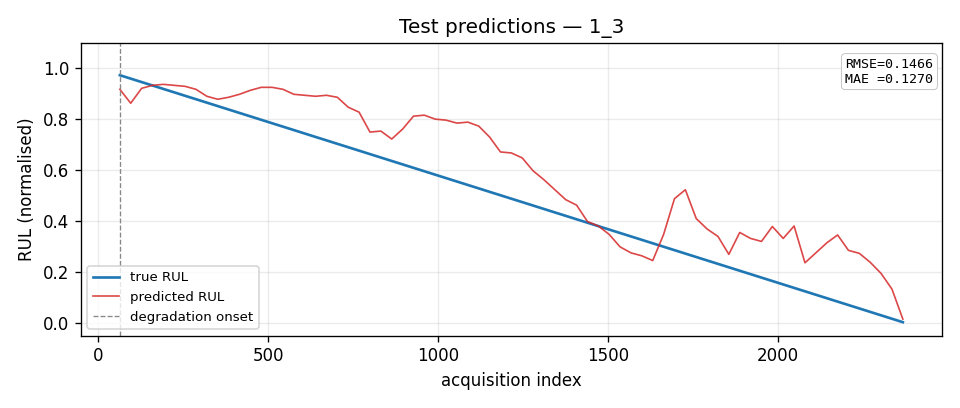 Test predictions — 1_3
RMSE=0.1466
MAE =0.1270
RUL (normalised)
1.0
0.8
0.6
0.4
0.2
0.0
true RUL
predicted RUL
degradation onset
0
500
1000
1500
2000
acquisition index